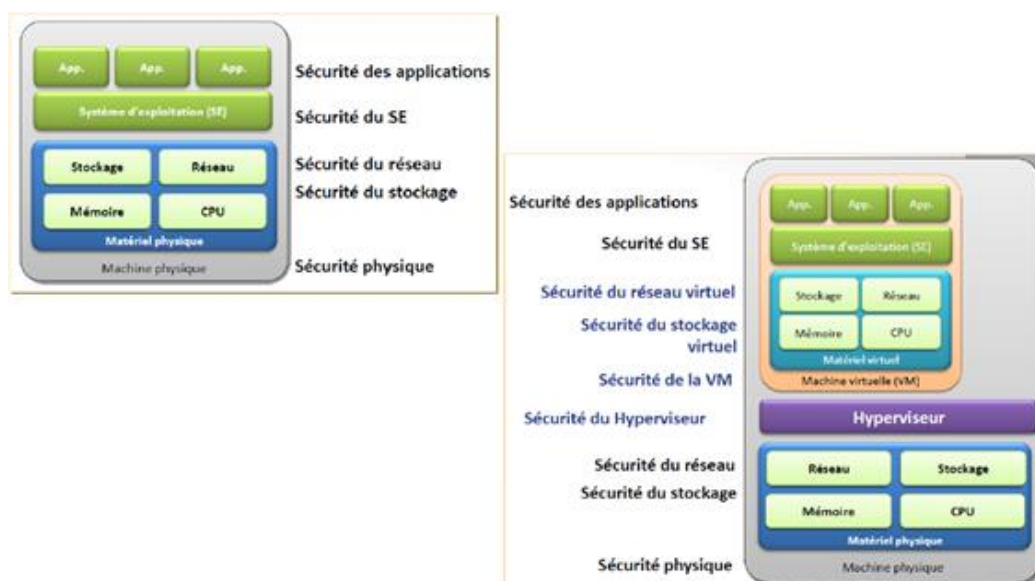 App. App. App.
Sécurité des applications
Système d'exploitation (SE)
Sécurité du SE
Stockage Réseau
Sécurité du réseau
Sécurité du stockage
Mémoire CPU
Matériel physique
Machine physique
Sécurité physique
Sécurité des applications
App. App. App.
Sécurité du SE
Système d'exploitation (SE)
Sécurité du réseau virtuel
Stockage Réseau
Sécurité du stockage
virtuel
Mémoire CPU
Matériel virtuel
Sécurité de la VM
Machine virtuelle (VM)
Sécurité du Hyperviseur
Hyperviseur
Sécurité du réseau
Réseau Stockage
Sécurité du stockage
Mémoire CPU
Matériel physique
Sécurité physique
Machine physique